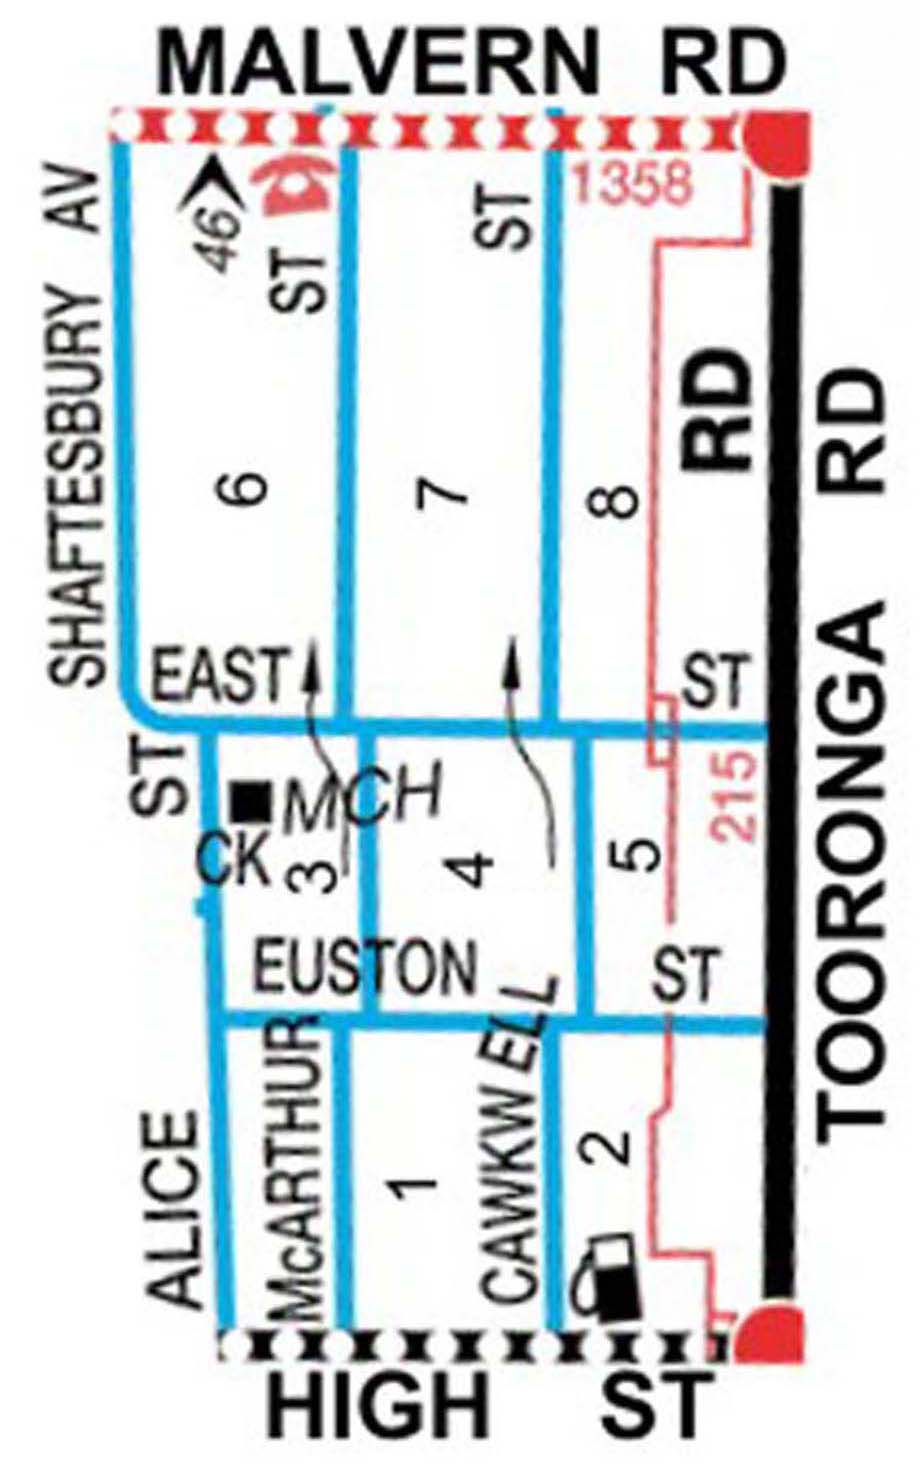 MALVERN RD
SHAFTESBURY AV
46
ST
ST
1358
6
7
8
RD
TOORONGA RD
EAST ST
ST
MCH
CK
3
4
5
215
EUSTON ST
ALICE
McARTHUR
1
CAWKWELL
2
HIGH ST